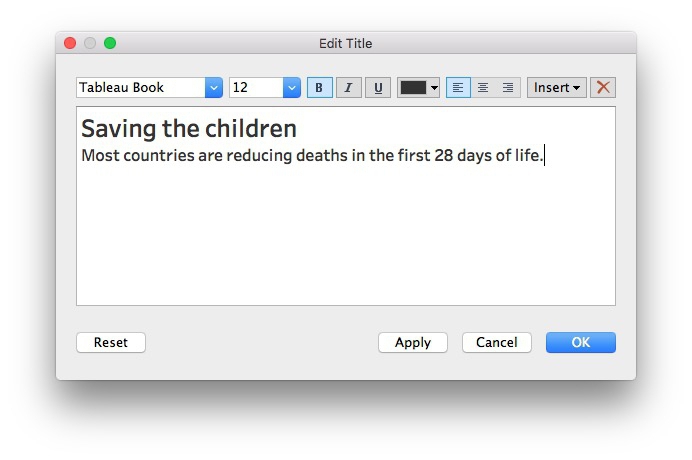 Edit Title
Tableau Book 12 B I U Insert
Saving the children
Most countries are reducing deaths in the first 28 days of life.
Reset Apply Cancel OK